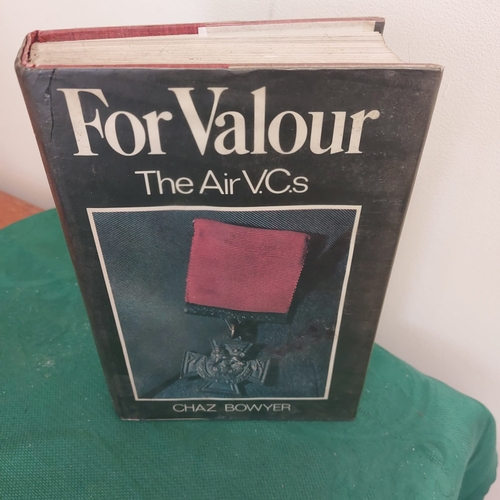 For Valour
The Air V.C.s
CHAZ BOWYER